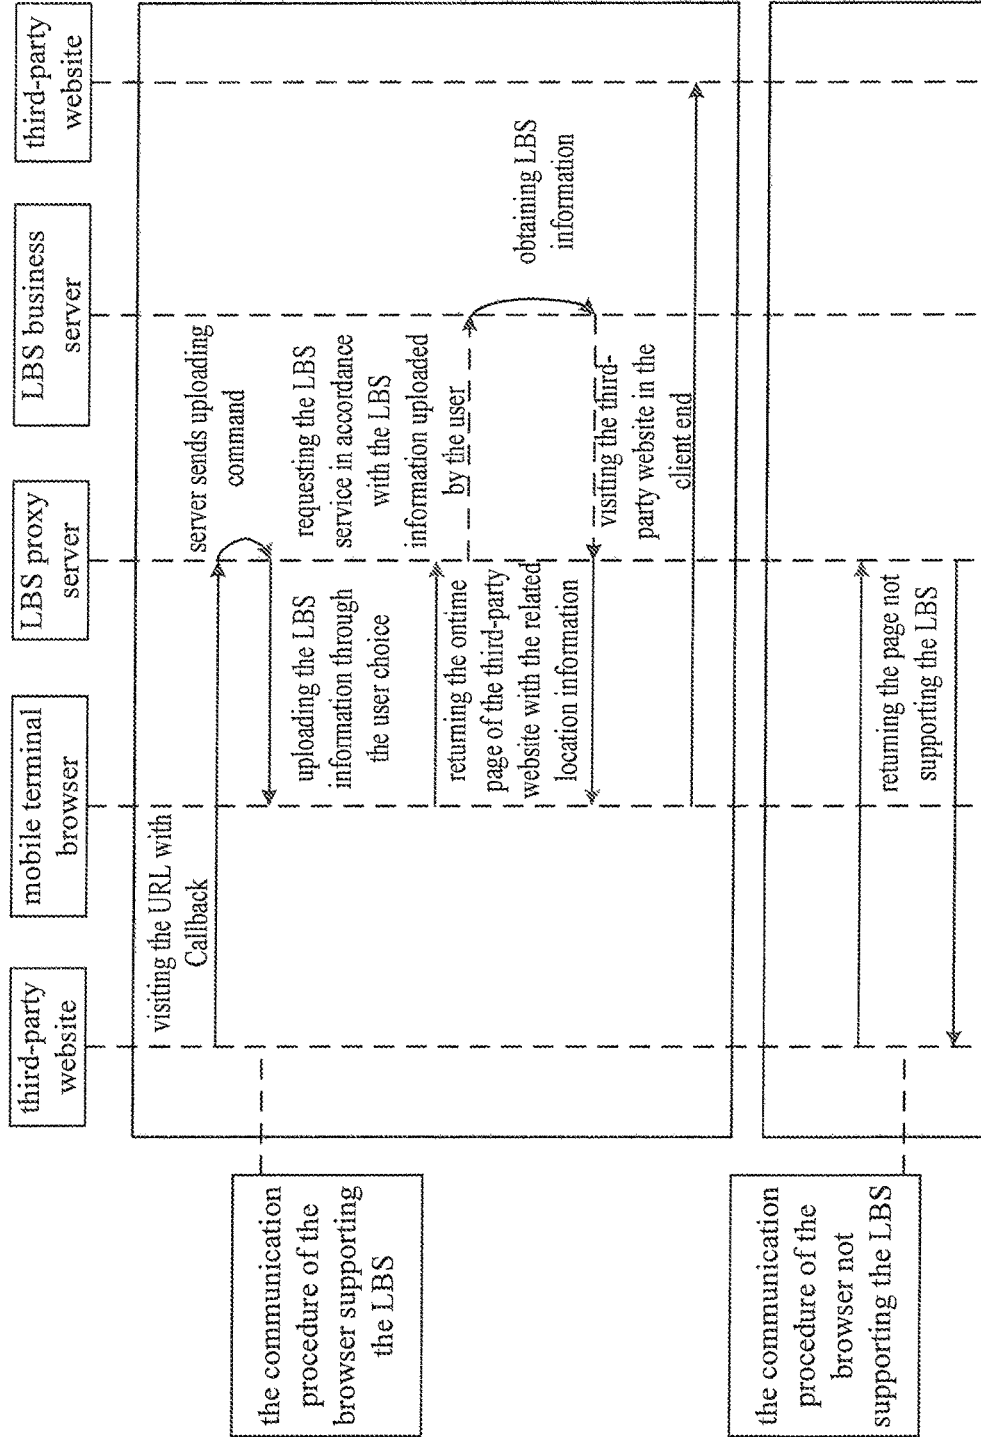 third-party
website
mobile terminal
browser
LBS proxy
server
LBS business
server
third-party
website
the communication
procedure of the
browser supporting
the LBS
visiting the URL with
Callback
server sends uploading
command
uploading the LBS
information through
the user choice
requesting the LBS
service in accordance
with the LBS
information uploaded
by the user
obtaining LBS
information
returning the ontime
page of the third-party
website with the related
location information
visiting the third-
party website in the
client end
the communication
procedure of the
browser not
supporting the LBS
returning the page not
supporting the LBS